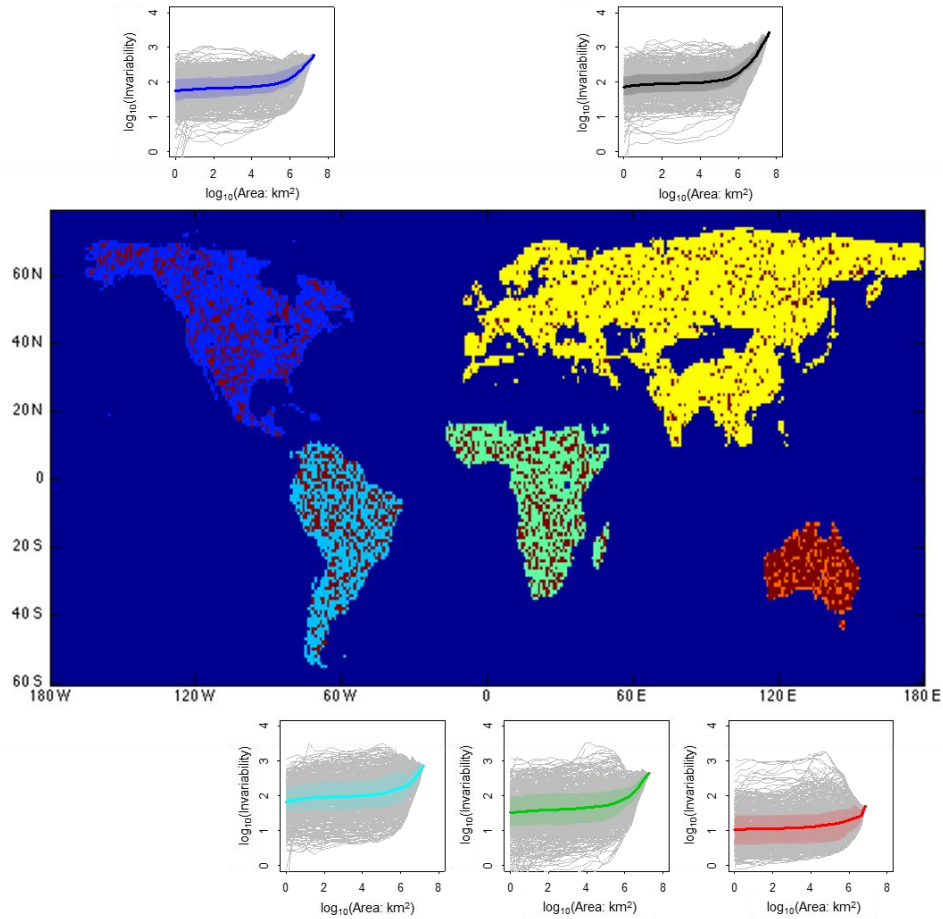 4
3
2
1
0
log10(Invariability)
0 2 4 6 8
log10(Area: km2)
4
3
2
1
0
log10(Invariability)
0 2 4 6 8
log10(Area: km2)
60 N
40 N
20 N
0
20 S
40 S
60 S
180 W 120 W 60 W 0 60 E 120 E 180 E
4
3
2
1
0
log10(Invariability)
0 2 4 6 8
log10(Area: km2)
4
3
2
1
0
log10(Invariability)
0 2 4 6 8
log10(Area: km2)
4
3
2
1
0
log10(Invariability)
0 2 4 6 8
log10(Area: km2)